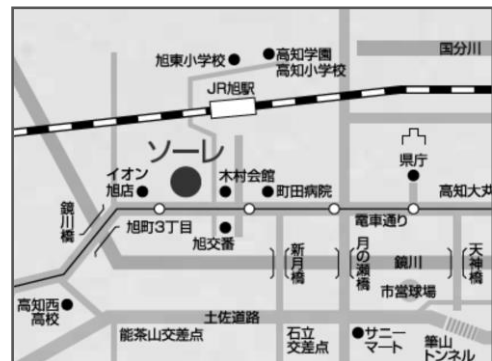 国分川
旭東小学校
高知学園
高知小学校
JR旭駅
ソーレ
県庁
イオン
旭店
木村会館
町田病院
高知大丸
鏡川橋
旭町3丁目
電車通り
旭交番
新月橋
月の瀬橋
鏡川
天神橋
市営球場
高知西
高校
土佐道路
能茶山交差点
石立
交差点
サニー
マート
筆山
トンネル